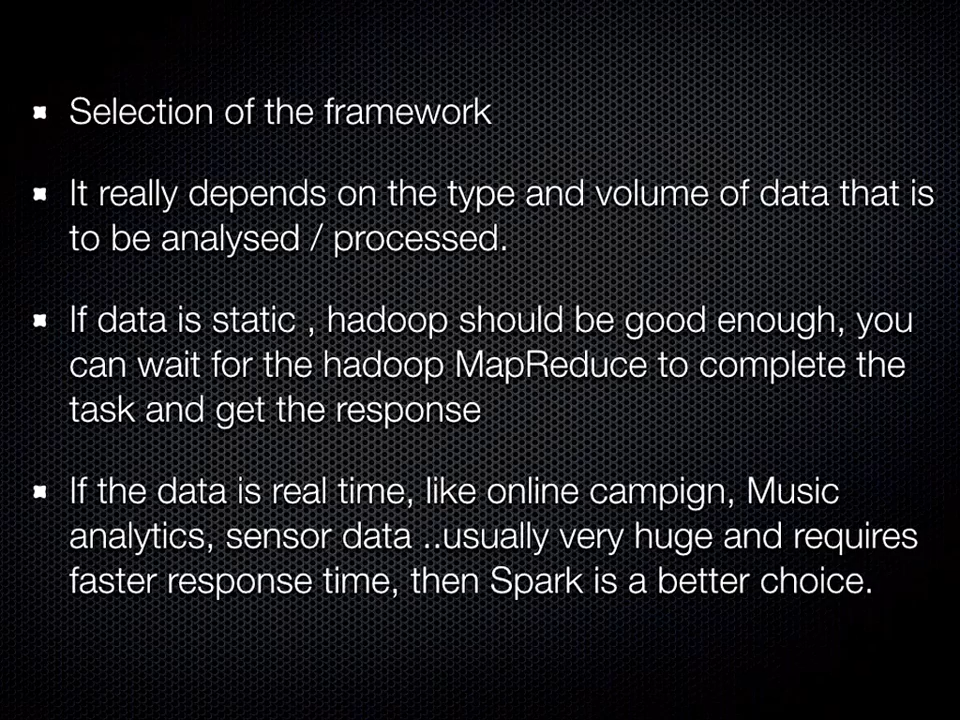 Selection of the framework
It really depends on the type and volume of data that is
to be analysed / processed.
If data is static , hadoop should be good enough, you
can wait for the hadoop MapReduce to complete the
task and get the response
If the data is real time, like online campign, Music
analytics, sensor data ..usually very huge and requires
faster response time, then Spark is a better choice.